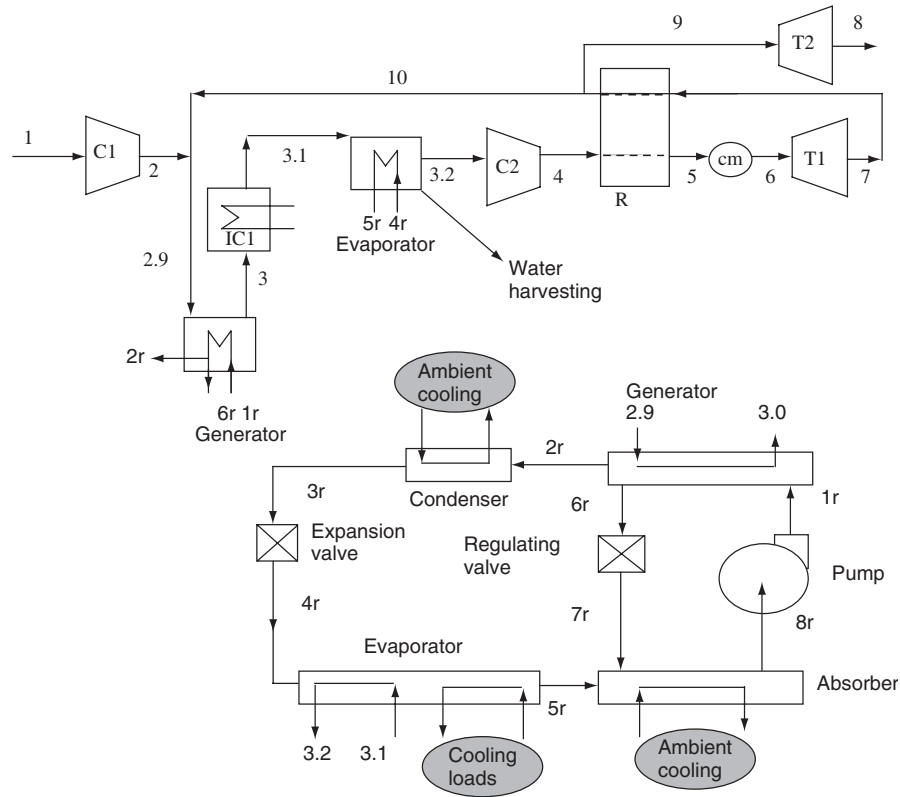 9
8
T2
10
1
C1
2
3.1
3.2
C2
4
R
5
cm
6
T1
7
IC1
5r 4r
Evaporator
2.9
3
Water
harvesting
2r
6r 1r
Generator
Ambient
cooling
Generator
2.9
3.0
2r
3r
Condenser
6r
1r
Expansion
valve
Regulating
valve
Pump
4r
7r
8r
Evaporator
Absorber
5r
3.2
3.1
Cooling
loads
Ambient
cooling